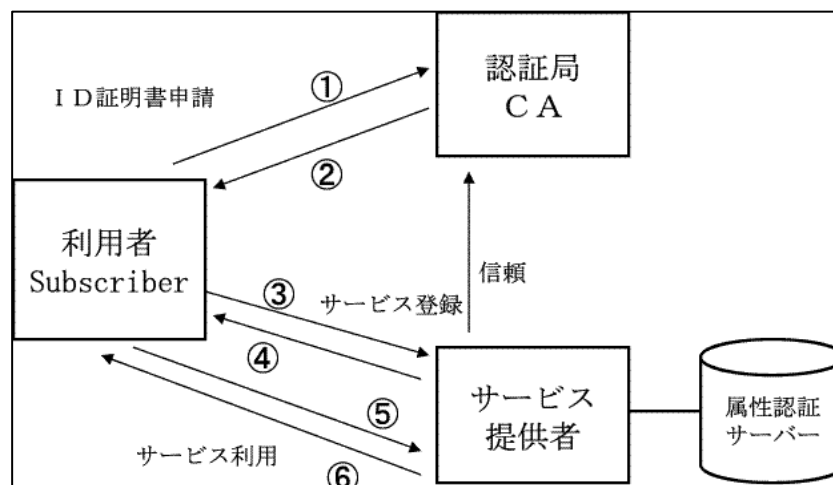 認証局
ＣＡ
ＩＤ証明書申請
①
②
利用者
Subscriber
信頼
③
サービス登録
④
サービス
提供者
属性認証
サーバー
⑤
サービス利用
⑥